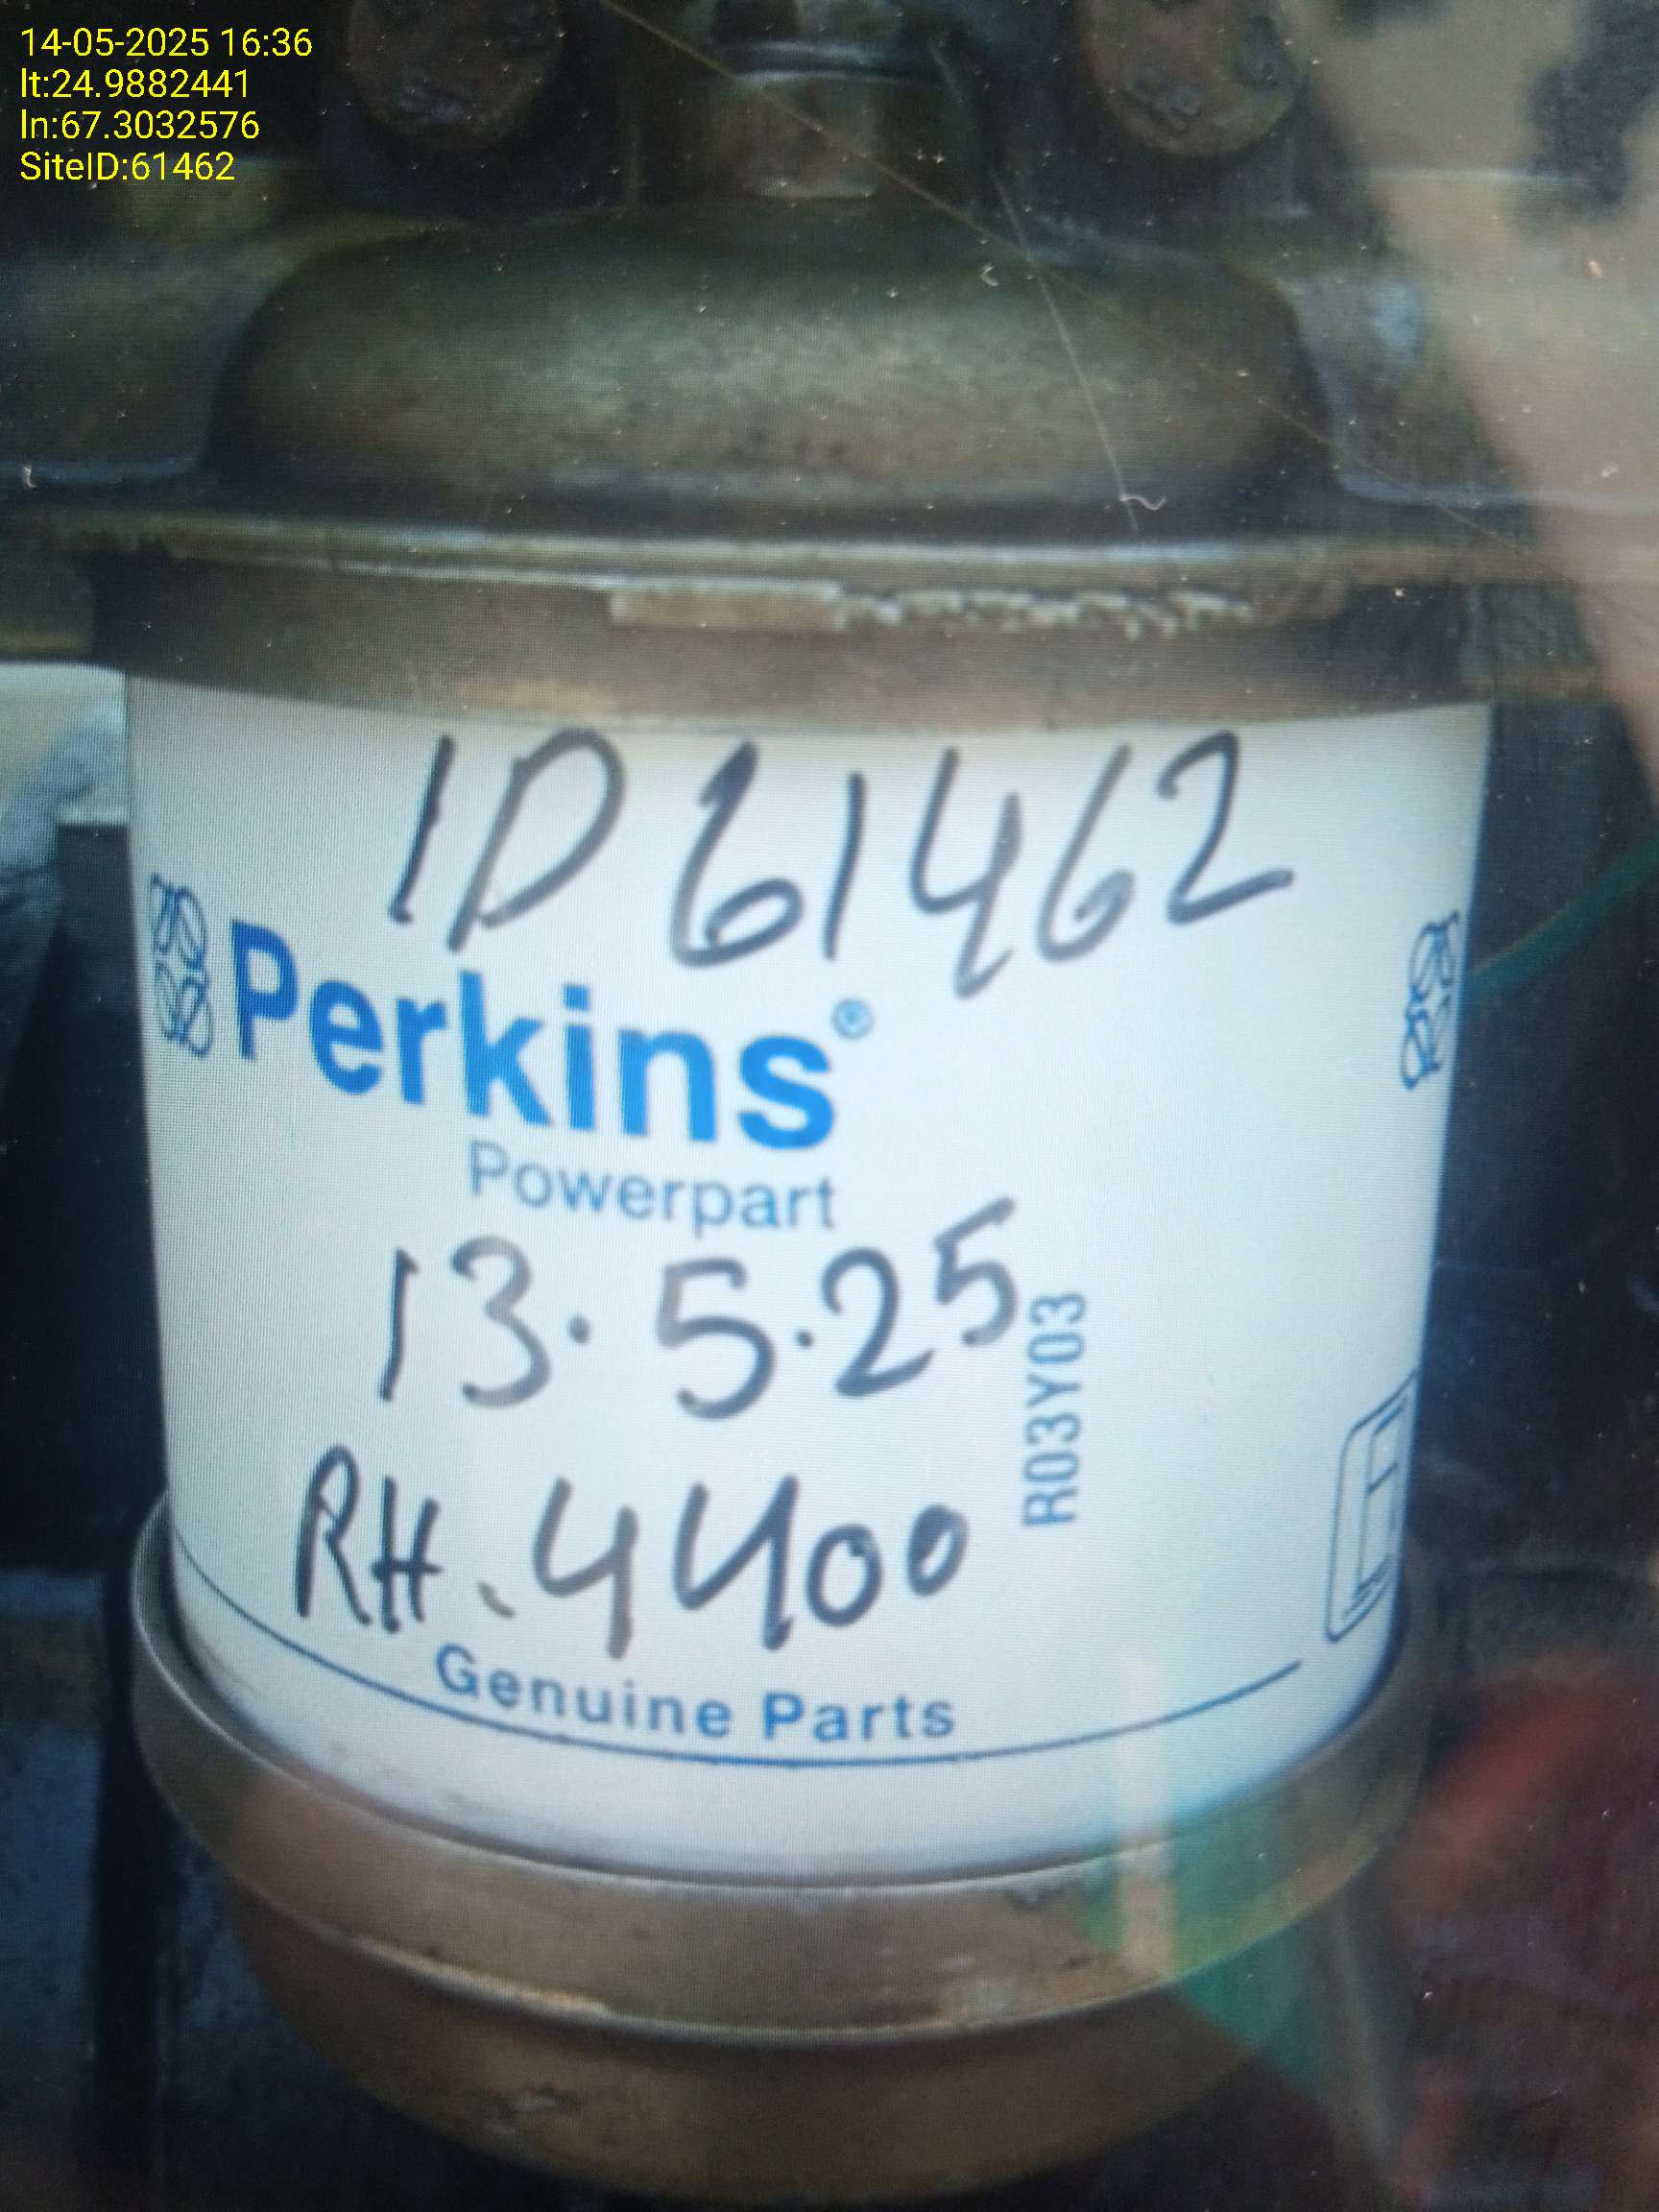 14-05-2025 16:36
lt:24.9882441
ln:67.3032576
SiteID:61462
ID 61462
Perkins®
Powerpart
13.5.25
R03Y03
RH.4400
Genuine Parts